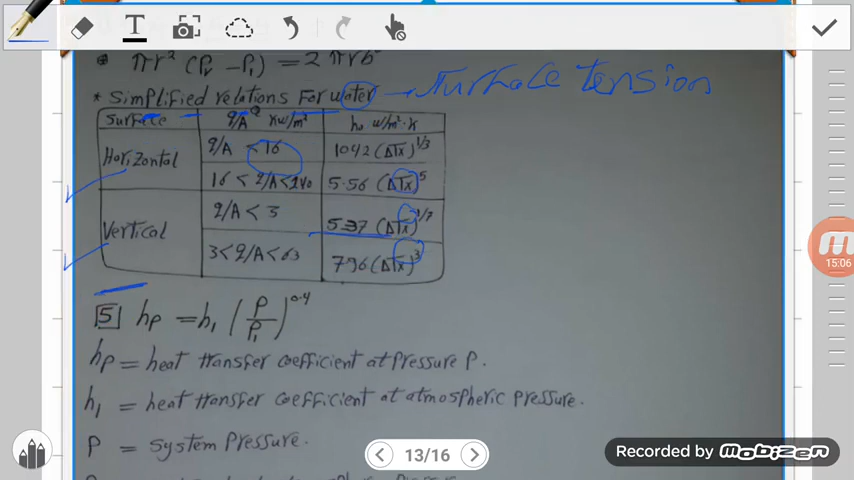 T
* πr² (Pv - P1) = 2πrb
* Simplified relations For water → surface tension
Surface q/A kw/m² h. w/m².k
Horizontal q/A < 16 1042 (ΔTx)^1/3
16 < q/A < 240 5.56 (ΔTx)^5
Vertical q/A < 3 537 (ΔTx)^1/7
3 < q/A < 63 7.96 (ΔTx)^3
5 hp = h1 (P/P1)^0.4
hp = heat transfer coefficient at pressure P.
h1 = heat transfer coefficient at atmospheric pressure.
P = system pressure.
15:06
13/16
Recorded by mobizen